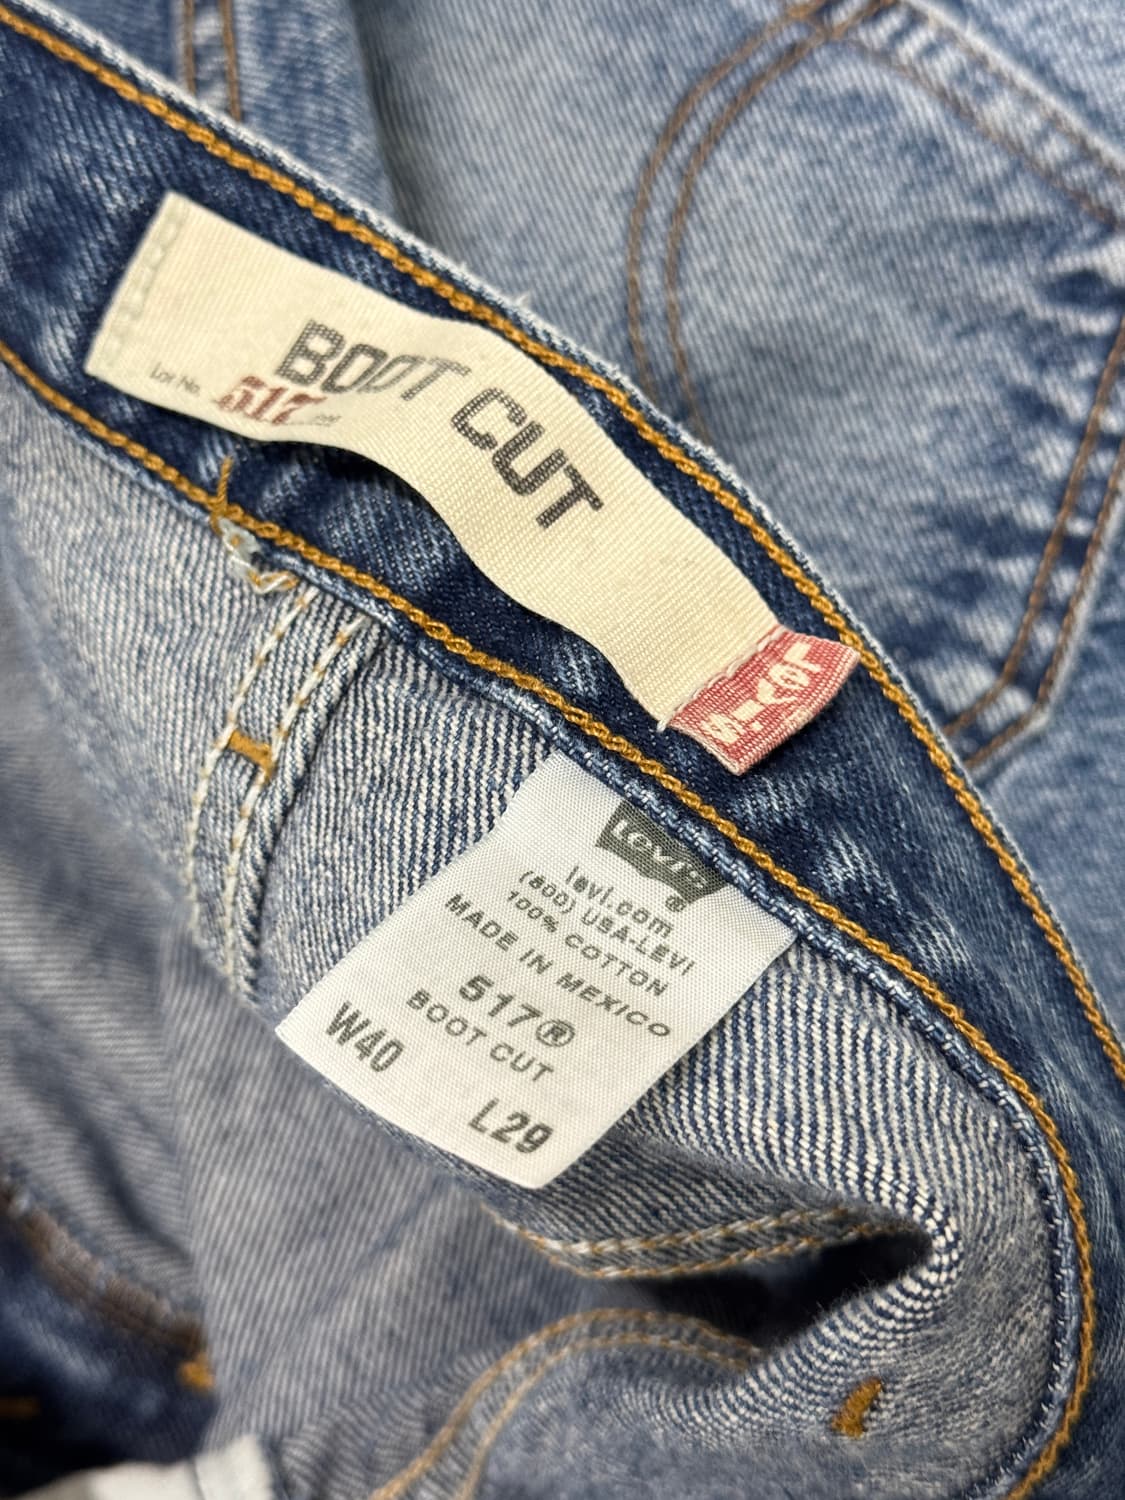 BOOT CUT
Lot No. 517
LEVI'S
Levi's ®
levi.com
(800) USA-LEVI
100% COTTON
MADE IN MEXICO
517®
BOOT CUT
W40 L29